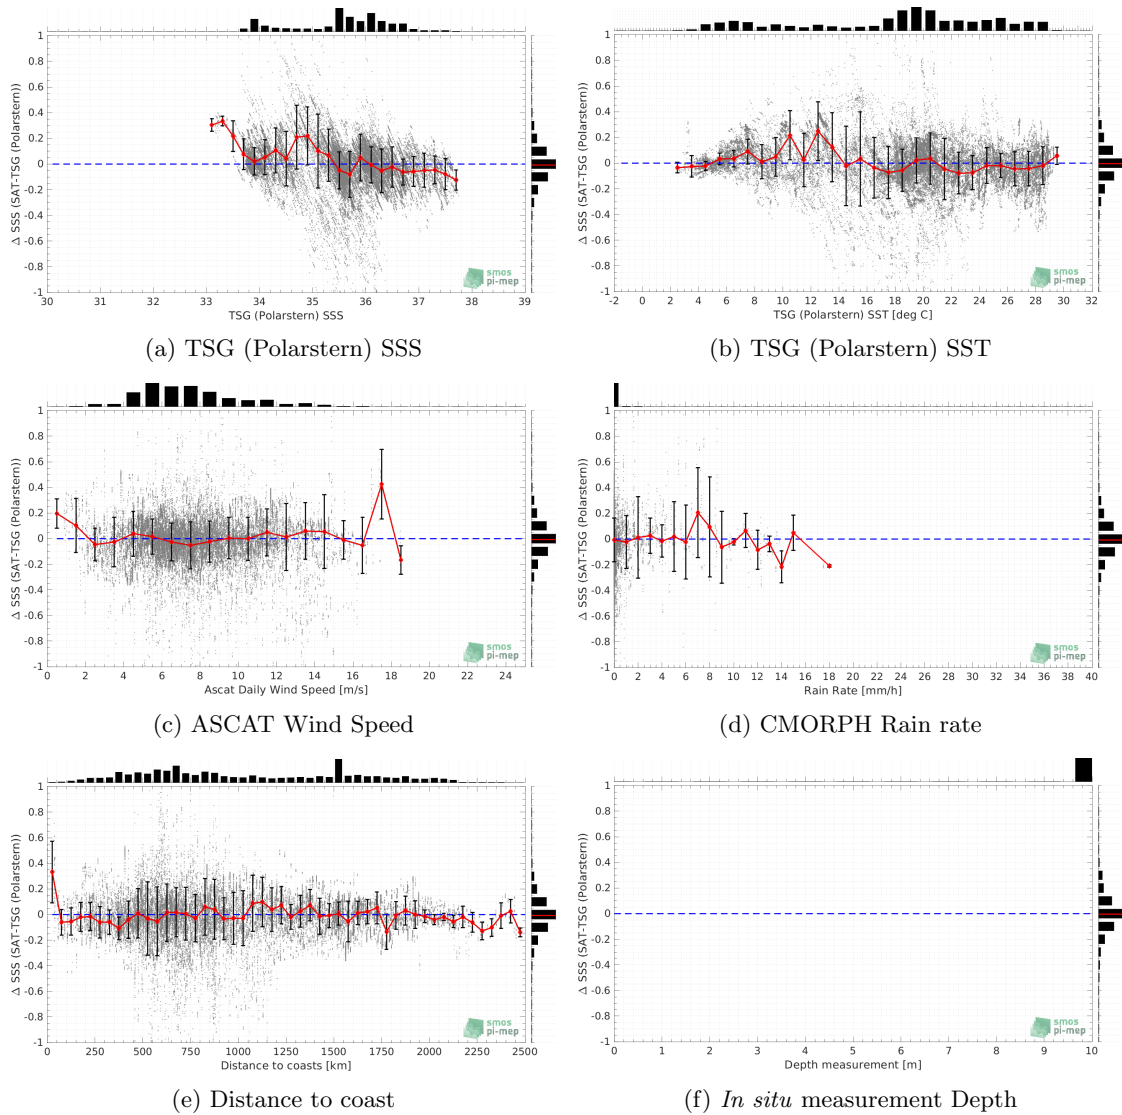 1
0.8
0.6
0.4
0.2
0
-0.2
-0.4
-0.6
-0.8
-1
Δ SSS (SAT-TSG (Polarstern))
30 31 32 33 34 35 36 37 38 39
TSG (Polarstern) SSS
smos
pi-mep
(a) TSG (Polarstern) SSS
1
0.8
0.6
0.4
0.2
0
-0.2
-0.4
-0.6
-0.8
-1
Δ SSS (SAT-TSG (Polarstern))
-2 0 2 4 6 8 10 12 14 16 18 20 22 24 26 28 30 32
TSG (Polarstern) SST [deg C]
smos
pi-mep
(b) TSG (Polarstern) SST
1
0.8
0.6
0.4
0.2
0
-0.2
-0.4
-0.6
-0.8
-1
Δ SSS (SAT-TSG (Polarstern))
0 2 4 6 8 10 12 14 16 18 20 22 24
Ascat Daily Wind Speed [m/s]
smos
pi-mep
(c) ASCAT Wind Speed
1
0.8
0.6
0.4
0.2
0
-0.2
-0.4
-0.6
-0.8
-1
Δ SSS (SAT-TSG (Polarstern))
0 2 4 6 8 10 12 14 16 18 20 22 24 26 28 30 32 34 36 38 40
Rain Rate [mm/h]
smos
pi-mep
(d) CMORPH Rain rate
1
0.8
0.6
0.4
0.2
0
-0.2
-0.4
-0.6
-0.8
-1
Δ SSS (SAT-TSG (Polarstern))
0 250 500 750 1000 1250 1500 1750 2000 2250 2500
Distance to coasts [km]
smos
pi-mep
(e) Distance to coast
1
0.8
0.6
0.4
0.2
0
-0.2
-0.4
-0.6
-0.8
-1
Δ SSS (SAT-TSG (Polarstern))
0 1 2 3 4 5 6 7 8 9 10
Depth measurement [m]
smos
pi-mep
(f) In situ measurement Depth